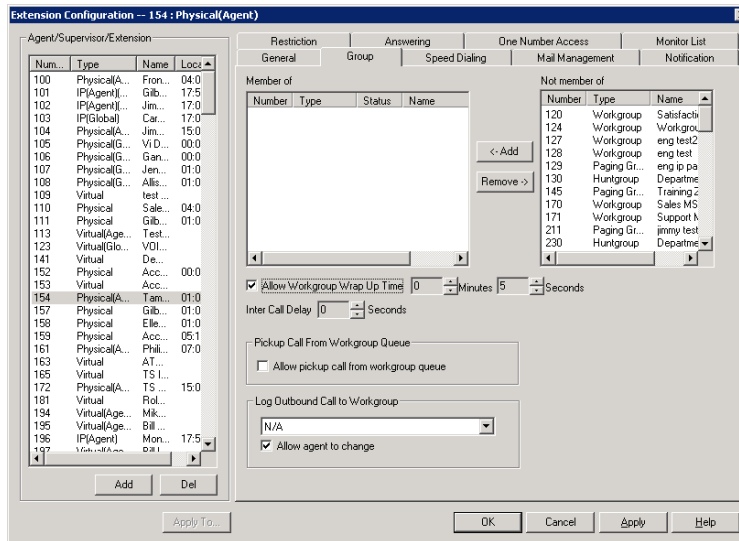 Extension Configuration -- 154 : Physical(Agent)
Agent/Supervisor/Extension
Num... Type Name Loca
100 Physical(A... Fron... 04:0
101 IP(Agent)(... Gilb... 17:5
102 IP(Agent)(... Jim... 17:0
103 IP(Global) Car... 17:0
104 Physical(A... Jim... 15:0
105 Physical(G... Vi D... 00:0
106 Physical(G... Gan... 00:0
107 Physical(G... Jen... 01:0
108 Physical(G... Allis... 01:0
109 Virtual test ...
110 Physical Sale... 04:0
111 Physical Gilb... 01:0
113 Virtual(Age... Test...
123 Virtual(Glo... VOI...
141 Virtual De...
152 Physical Acc... 00:0
153 Virtual Acc...
154 Physical(A... Tam... 01:0
157 Physical Gilb... 01:0
158 Physical Elle... 01:0
159 Physical Acc... 05:1
161 Physical(A... Phili... 07:0
163 Virtual AT...
165 Virtual TS I...
172 Physical(A... TS ... 15:0
181 Virtual Rol...
194 Virtual(Age... Mik...
195 Virtual(Age... Bill ...
196 IP(Agent) Mon... 17:5
197 Virtual(Age... Bill I...
Add Del
Apply To...
Restriction Answering One Number Access Monitor List
General Group Speed Dialing Mail Management Notification
Member of
Number Type Status Name
<- Add
Remove ->
Not member of
Number Type Name
120 Workgroup Satisfacti
124 Workgroup Workgrou
127 Workgroup eng test2
128 Workgroup eng test
129 Paging Gr... eng ip pa
130 Huntgroup Departme
145 Paging Gr... Training 2
170 Workgroup Sales MS
171 Workgroup Support M
211 Paging Gr... jimmy test
230 Huntgroup Departme
Allow Workgroup Wrap Up Time 0 Minutes 5 Seconds
Inter Call Delay 0 Seconds
Pickup Call From Workgroup Queue
Allow pickup call from workgroup queue
Log Outbound Call to Workgroup
N/A
Allow agent to change
OK Cancel Apply Help